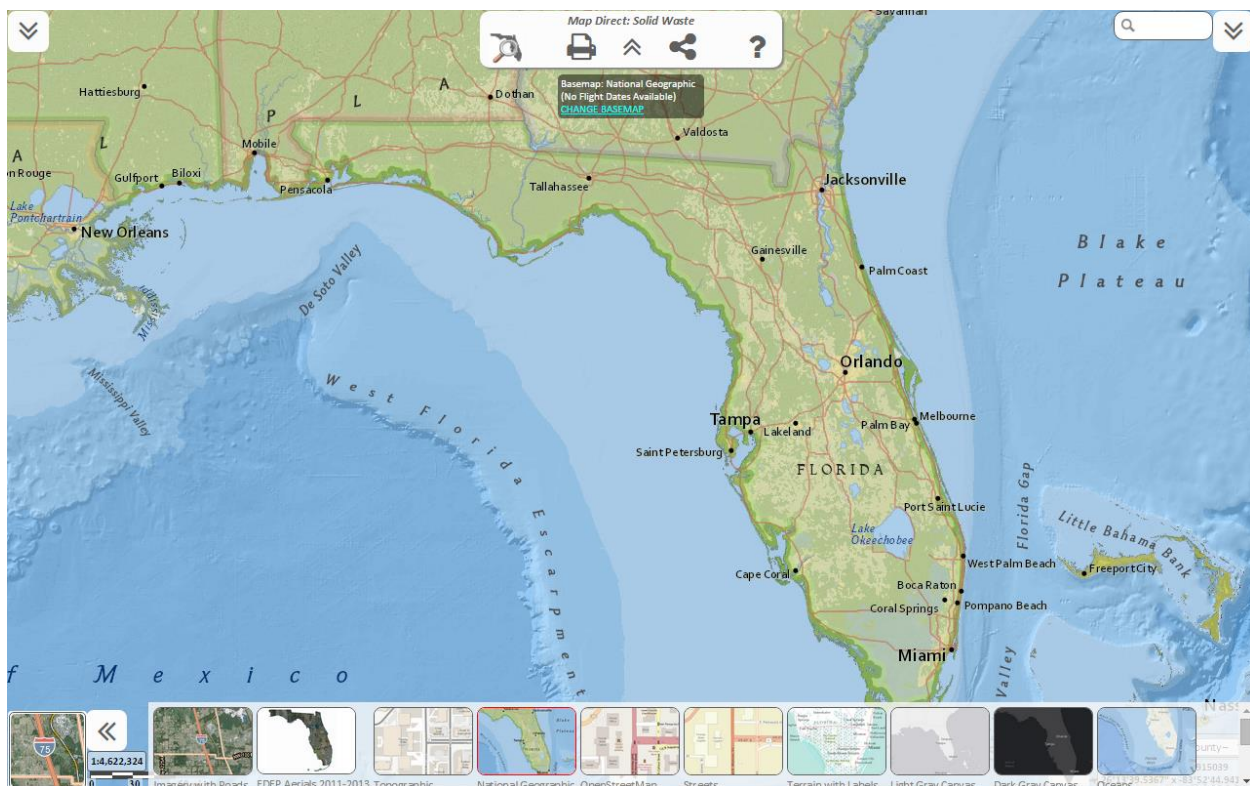 Map Direct: Solid Waste
?
Basemap: National Geographic
(No Flight Dates Available)
CHANGE BASEMAP
Savannah
Hattiesburg
A
L
P
L
A
Dothan
Valdosta
A
on Rouge
Mobile
Gulfport
Biloxi
Pensacola
Tallahassee
Jacksonville
Lake
Pontchartrain
New Orleans
De Soto Valley
Gainesville
Palm Coast
Blake
Plateau
Mississippi Valley
West Florida Escarpment
Orlando
Tampa
Lakeland
Melbourne
Palm Bay
Saint Petersburg
FLORIDA
Port Saint Lucie
Florida Gap
Little Bahama Bank
Lake
Okeechobee
Cape Coral
West Palm Beach
Freeport City
Boca Raton
Coral Springs
Pompano Beach
Miami
Valley
f Mexico
Nass
75
1:4,622,324
0 30
Imagery with Roads
FDEP Aerials 2011-2013
Topographic
National Geographic
OpenStreetMap
Streets
Terrain with Labels
Light Gray Canvas
Dark Gray Canvas
Oceans
County--
915039